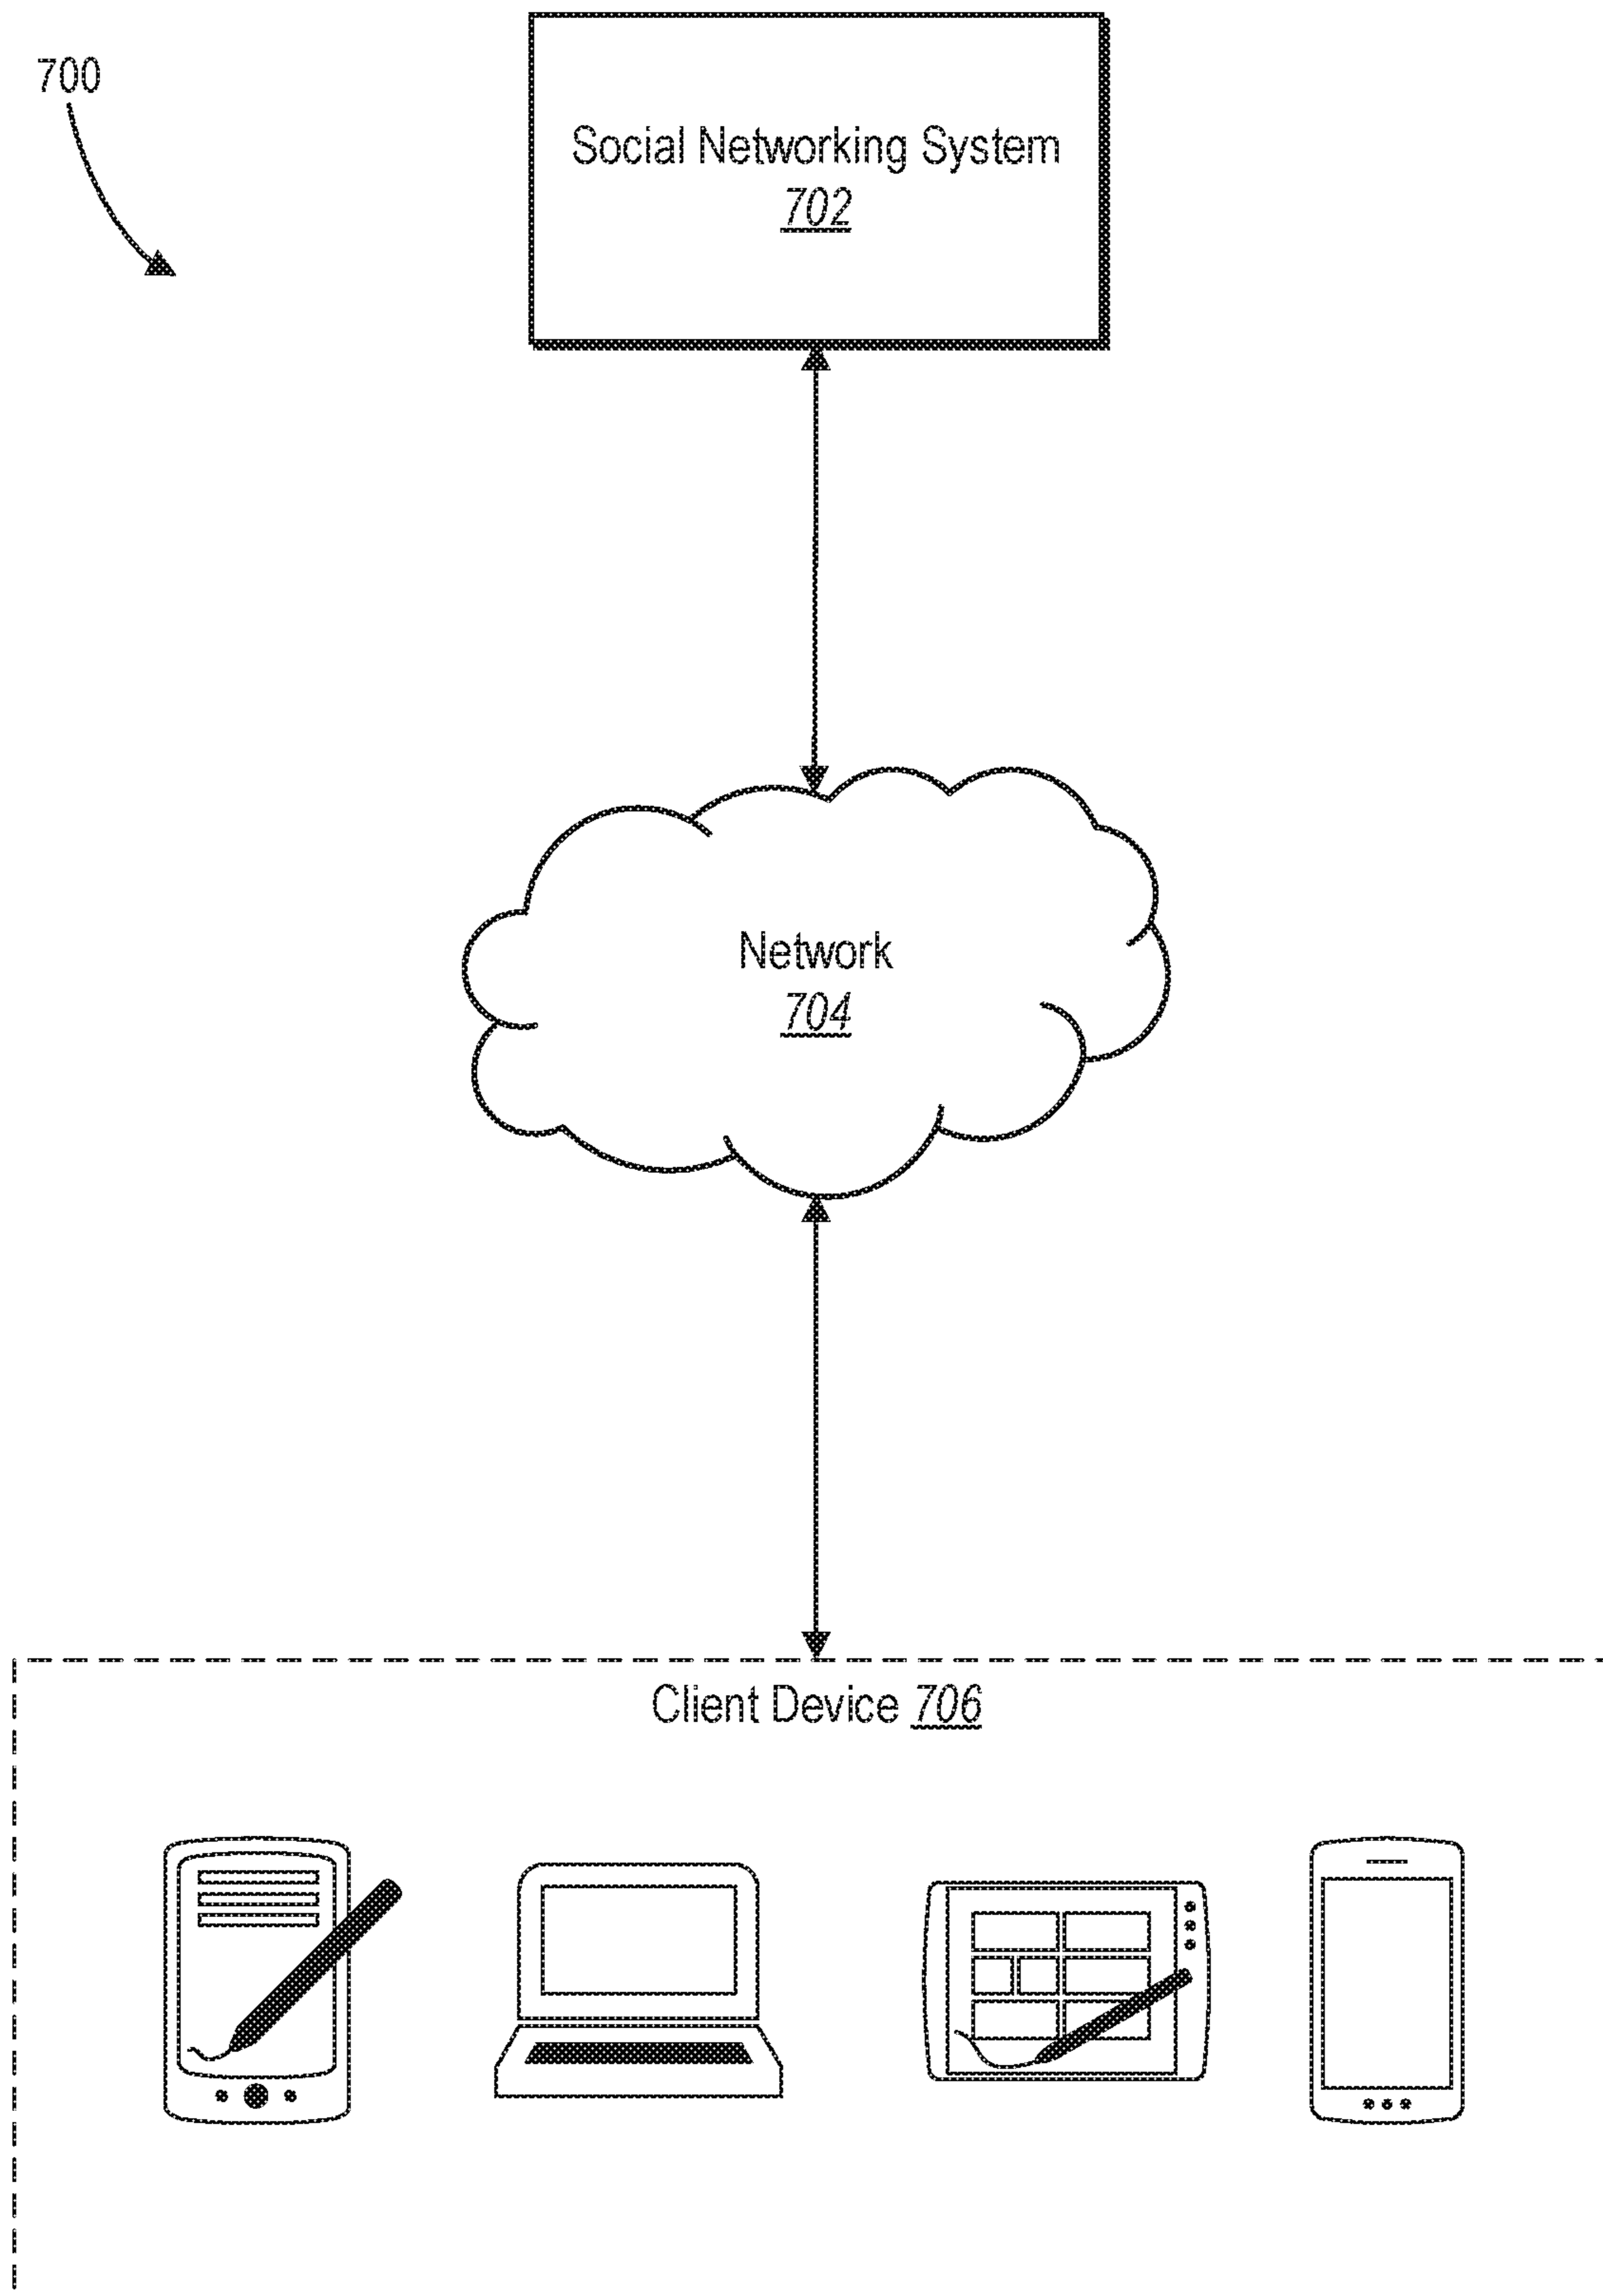 700
Social Networking System
702
Network
704
Client Device 706